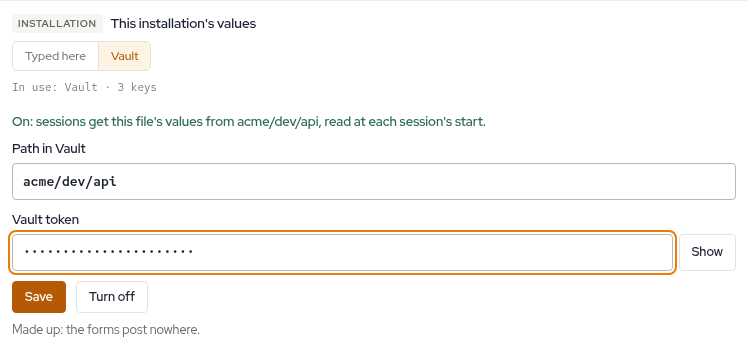 INSTALLATION This installation's values
Typed here Vault
In use: Vault · 3 keys
On: sessions get this file's values from acme/dev/api, read at each session's start.
Path in Vault
acme/dev/api
Vault token
••••••••••••••••••••••
Show
Save Turn off
Made up: the forms post nowhere.